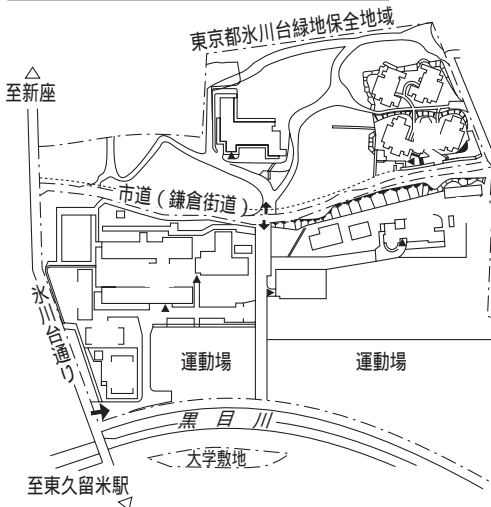 東京都氷川台緑地保全地域
至新座
市道（鎌倉街道）
氷川台通り
運動場
運動場
黒目川
大学敷地
至東久留米駅